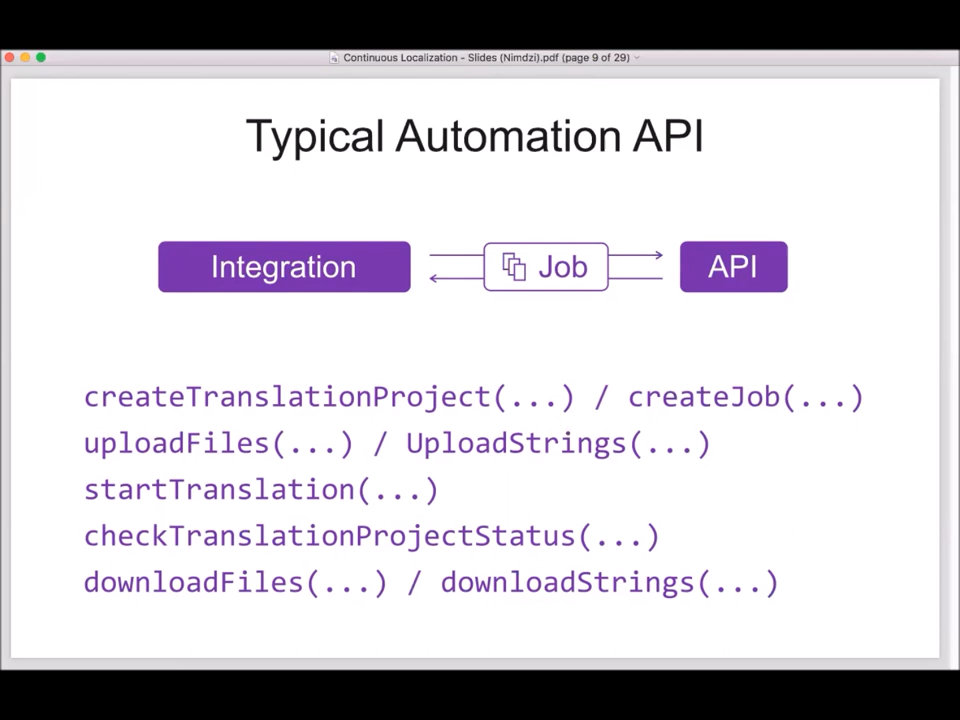 Continuous Localization - Slides (Nimdzi).pdf (page 9 of 29)
Typical Automation API
Integration
Job
API
createTranslationProject(...) / createJob(...)
uploadFiles(...) / UploadStrings(...)
startTranslation(...)
checkTranslationProjectStatus(...)
downloadFiles(...) / downloadStrings(...)